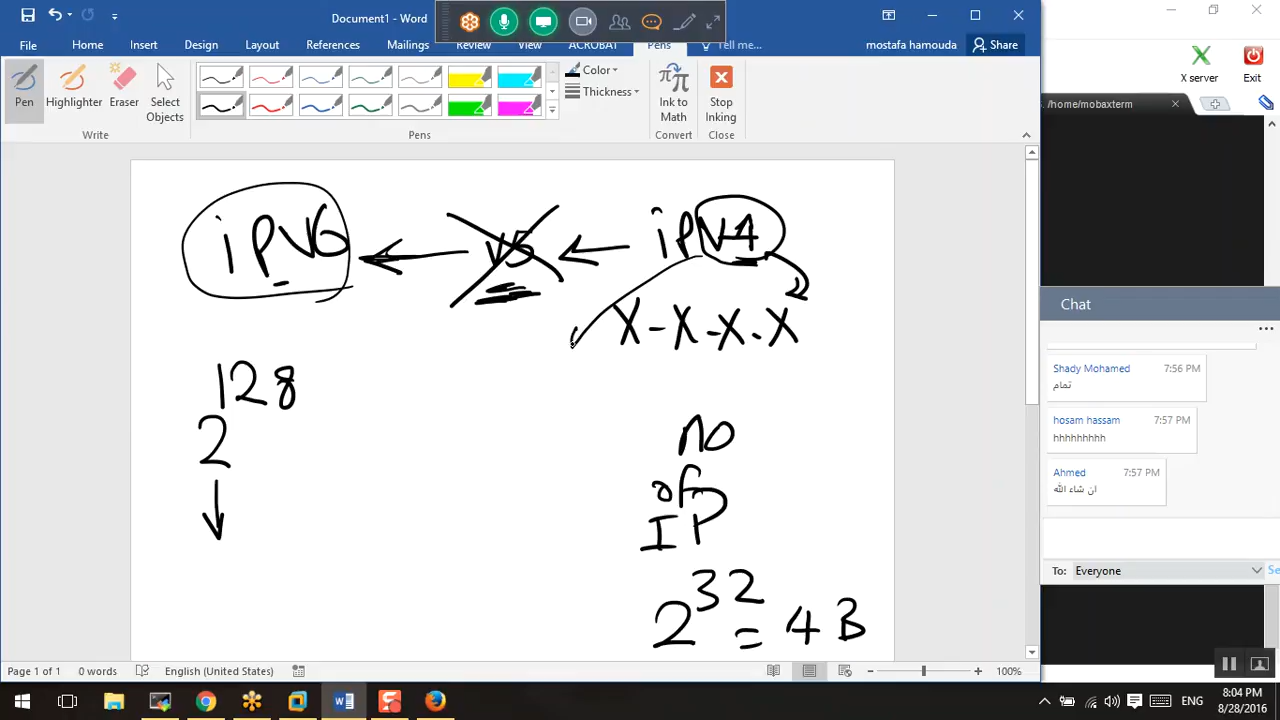 Document1 - Word
File Home Insert Design Layout References Mailings Review View ACROBAT Pens Tell me...
mostafa hamouda Share
X server Exit
Pen Highlighter Eraser Select Objects
Color
Thickness
Ink to Math
Stop Inking
Write Pens Convert Close
/home/mobaxterm
iPV6 ← V5 ← iPV4
X - X - X - X
128
2
no
of
IP
2^32 = 4 B
Chat
Shady Mohamed 7:56 PM
تمام
hosam hassam 7:57 PM
hhhhhhhhh
Ahmed 7:57 PM
ان شاء الله
To: Everyone
Page 1 of 1 0 words English (United States) 100%
ENG 8:04 PM
8/28/2016